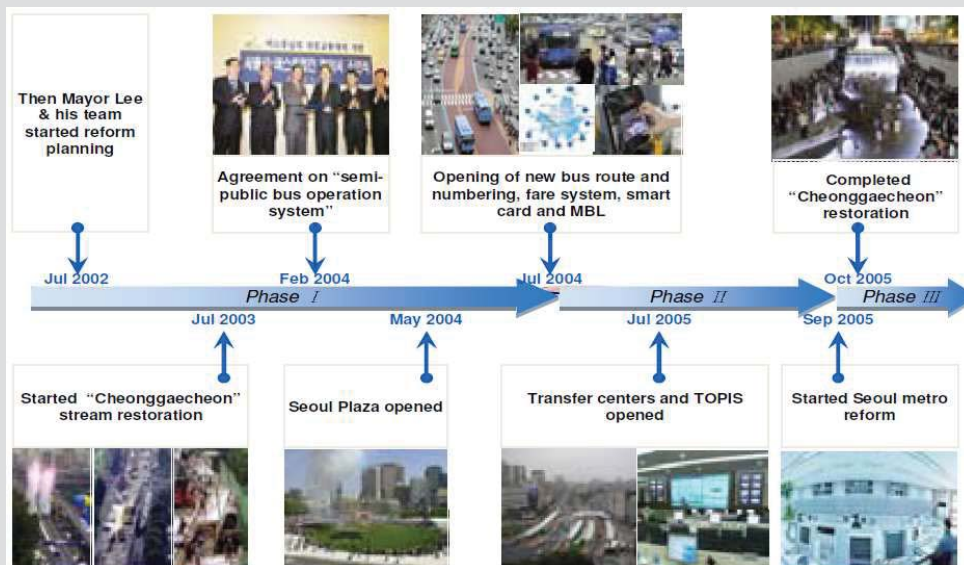 Then Mayor Lee
& his team
started reform
planning
Agreement on “semi-
public bus operation
system”
Opening of new bus route and
numbering, fare system, smart
card and MBL
Completed
“Cheonggaecheon”
restoration
Jul 2002
Feb 2004
Jul 2004
Oct 2005
Phase I
Phase II
Phase III
Jul 2003
May 2004
Jul 2005
Sep 2005
Started “Cheonggaecheon”
stream restoration
Seoul Plaza opened
Transfer centers and TOPIS
opened
Started Seoul metro
reform